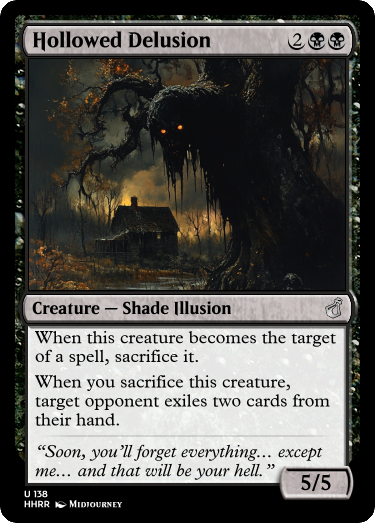 Hollowed Delusion 2
Creature — Shade Illusion
When this creature becomes the target
of a spell, sacrifice it.
When you sacrifice this creature,
target opponent exiles two cards from
their hand.
“Soon, you’ll forget everything… except
me… and that will be your hell.”
5/5
U 138
HHRR Midjourney